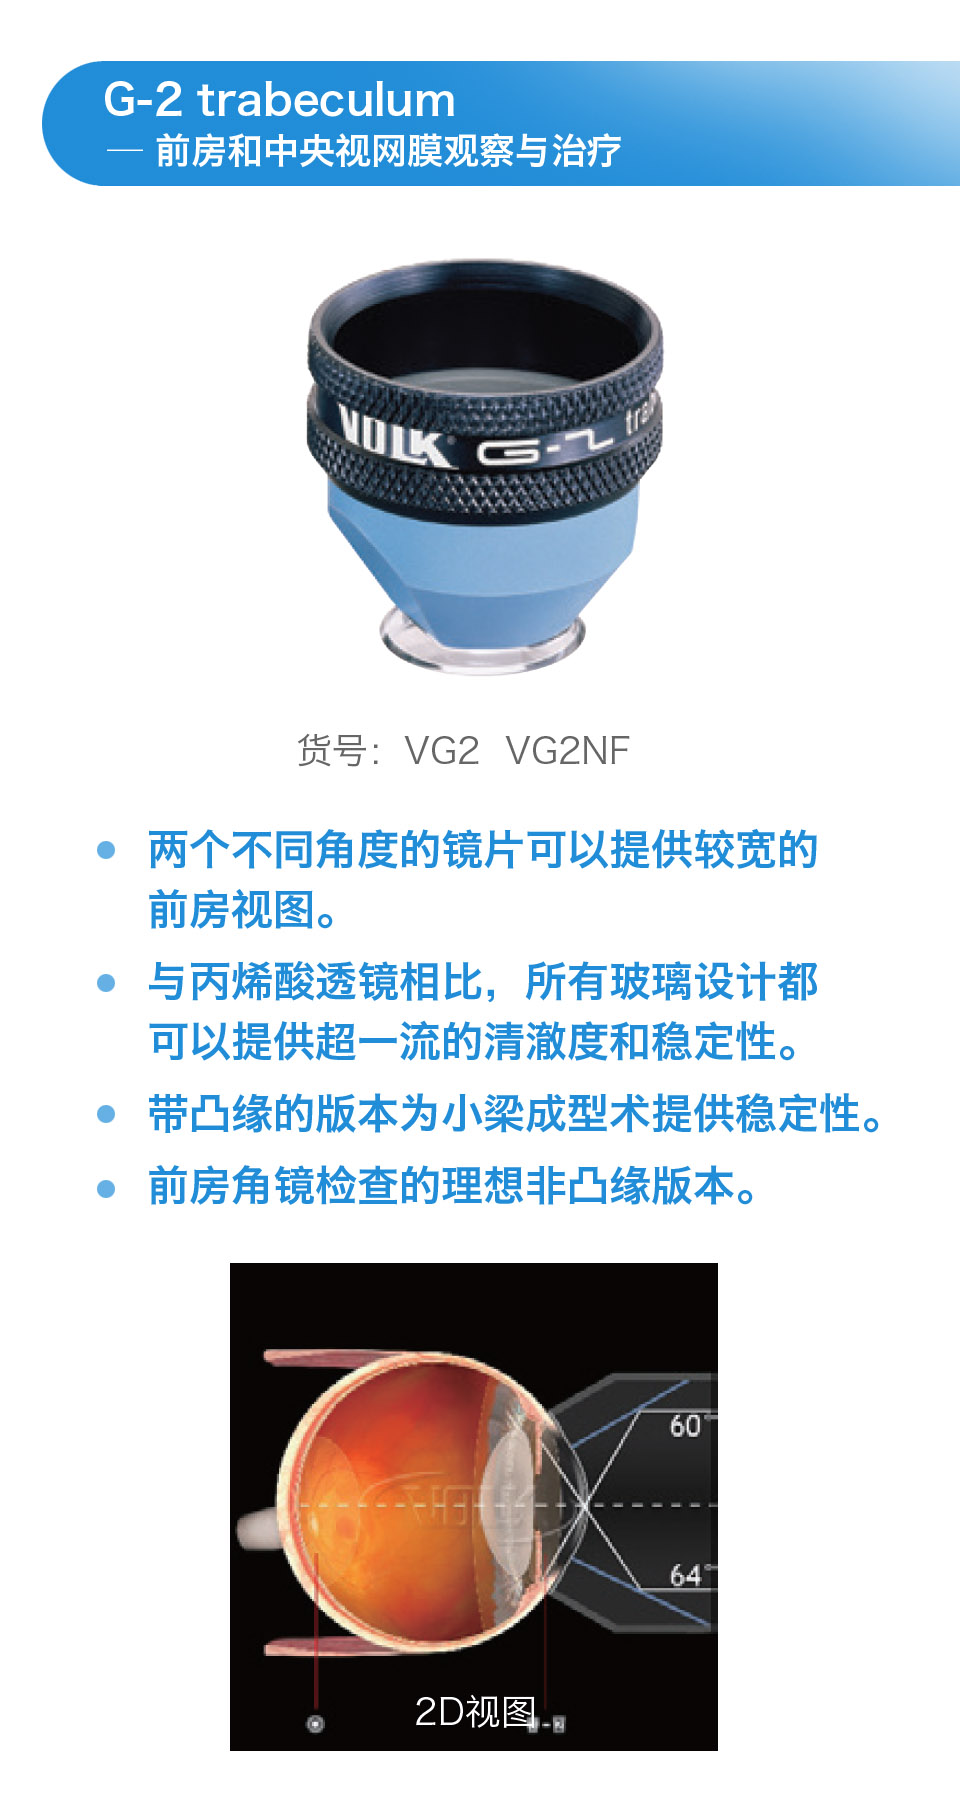 G-2 trabeculum
— 前房和中央视网膜观察与治疗
VOLK G-2 tra
货号：VG2 VG2NF
● 两个不同角度的镜片可以提供较宽的
前房视图。
● 与丙烯酸透镜相比，所有玻璃设计都
可以提供超一流的清澈度和稳定性。
● 带凸缘的版本为小梁成型术提供稳定性。
● 前房角镜检查的理想非凸缘版本。
60°
64°
2D视图